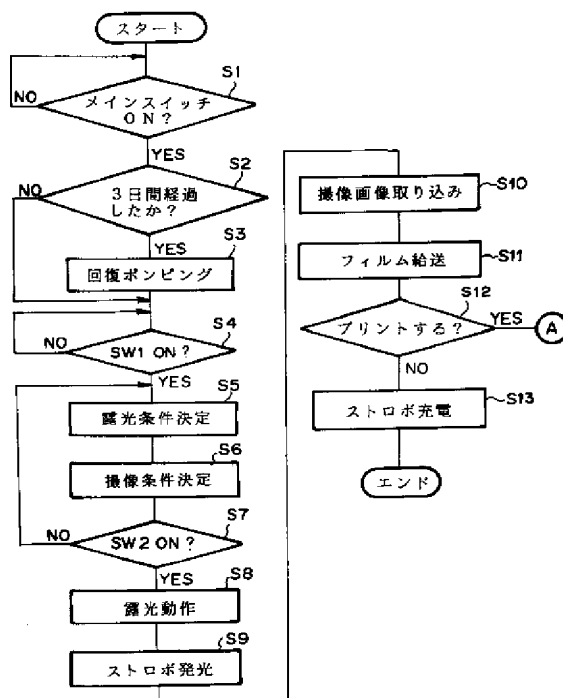 スタート
S1
メインスイッチ
ON?
NO
YES
S2
3日間経過
したか?
NO
YES
S3
回復ポンピング
S4
SW1 ON?
NO
YES
S5
露光条件決定
S6
撮像条件決定
S7
SW2 ON?
NO
YES
S8
露光動作
S9
ストロボ発光
S10
撮像画像取り込み
S11
フィルム給送
S12
プリントする?
YES
A
NO
S13
ストロボ充電
エンド